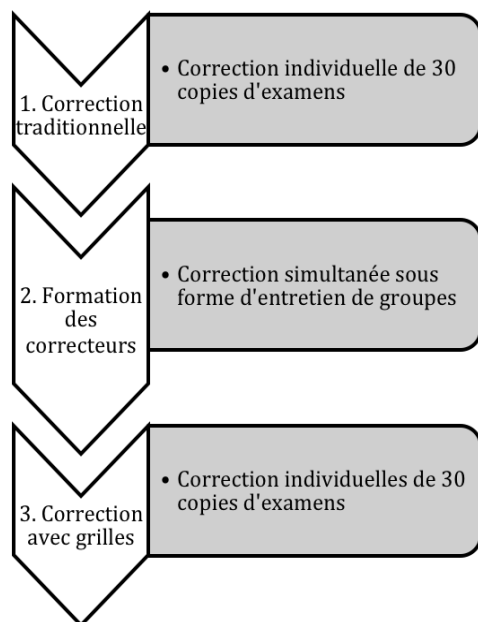 1. Correction
traditionnelle
• Correction individuelle de 30
copies d'examens
2. Formation
des
correcteurs
• Correction simultanée sous
forme d'entretien de groupes
3. Correction
avec grilles
• Correction individuelles de 30
copies d'examens